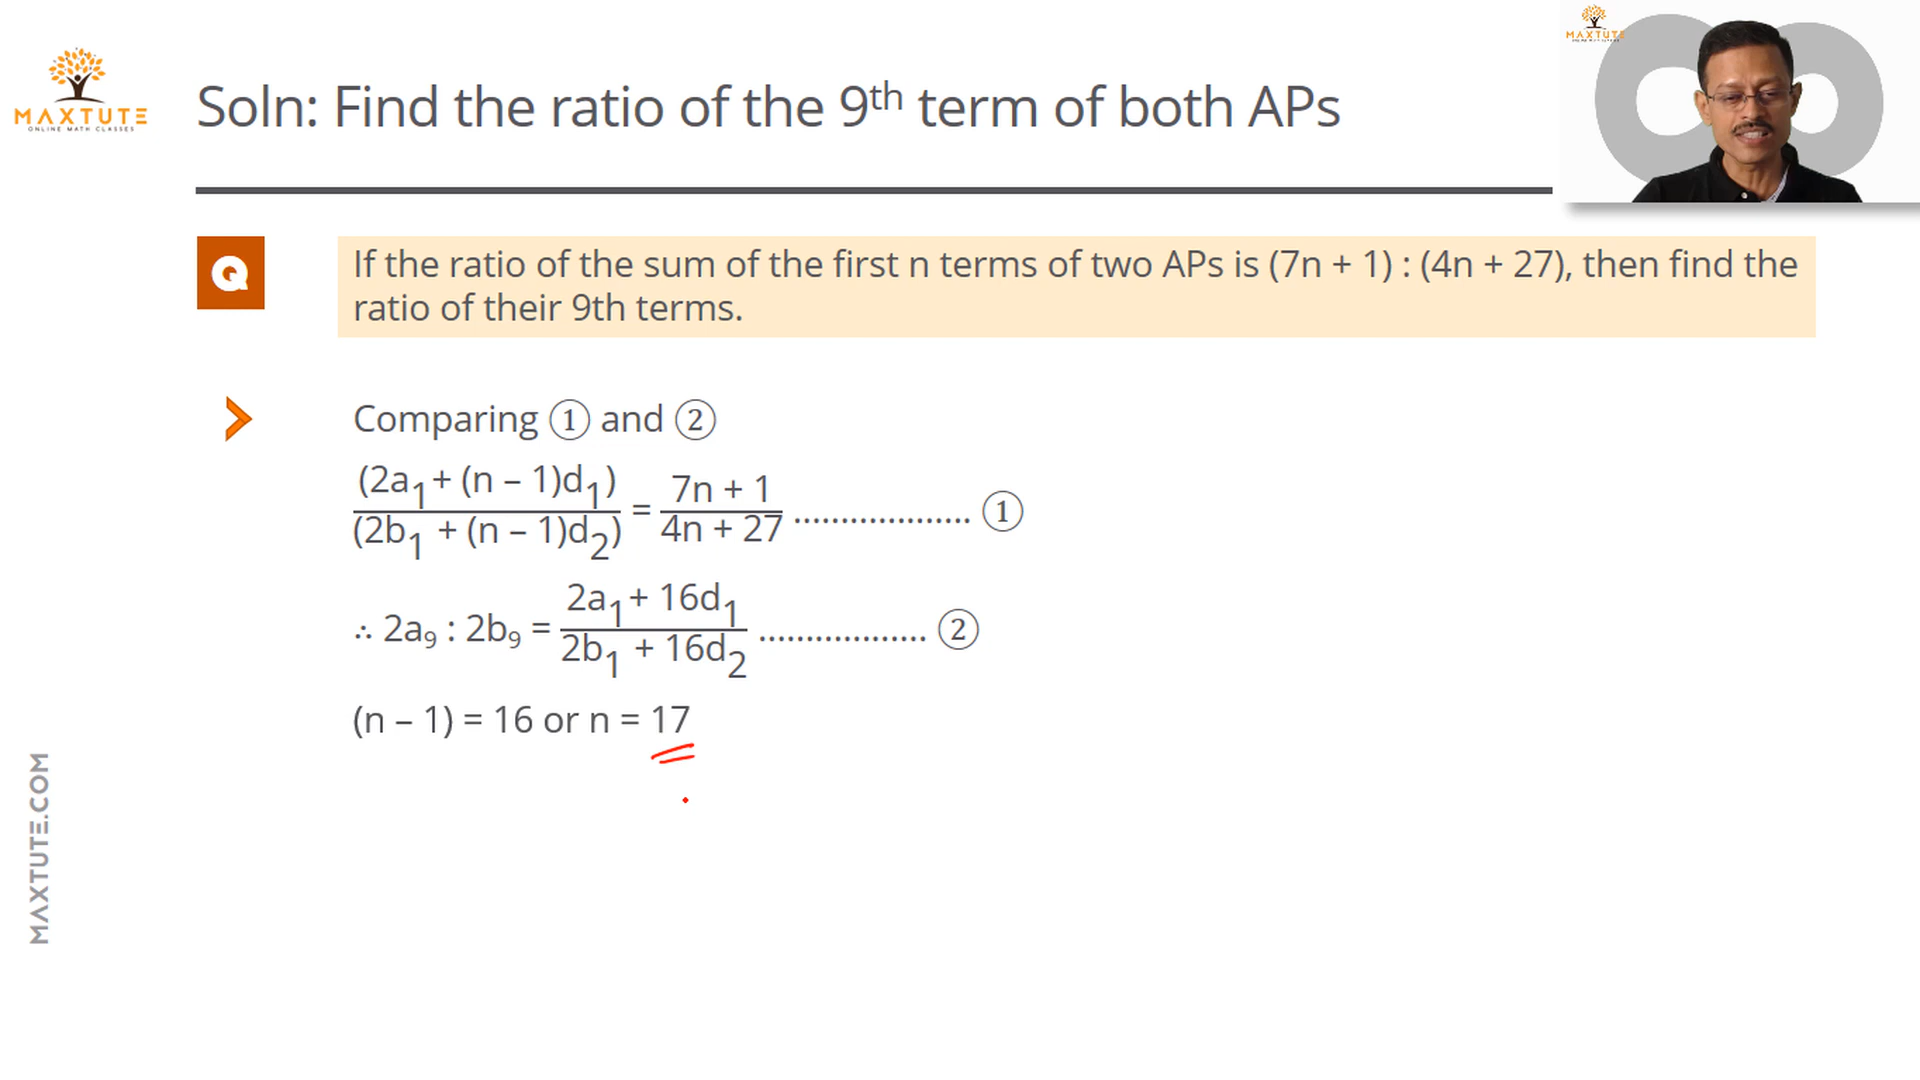 MAXTUTE
ONLINE MATH CLASSES
Soln: Find the ratio of the 9th term of both APs
MAXTUTE
Q
If the ratio of the sum of the first n terms of two APs is (7n + 1) : (4n + 27), then find the
ratio of their 9th terms.
Comparing ① and ②
(2a₁ + (n – 1)d₁)
(2b₁ + (n – 1)d₂)
=
7n + 1
4n + 27
................... ①
∴ 2a₉ : 2b₉ =
2a₁ + 16d₁
2b₁ + 16d₂
.................. ②
(n – 1) = 16 or n = 17
MAXTUTE.COM